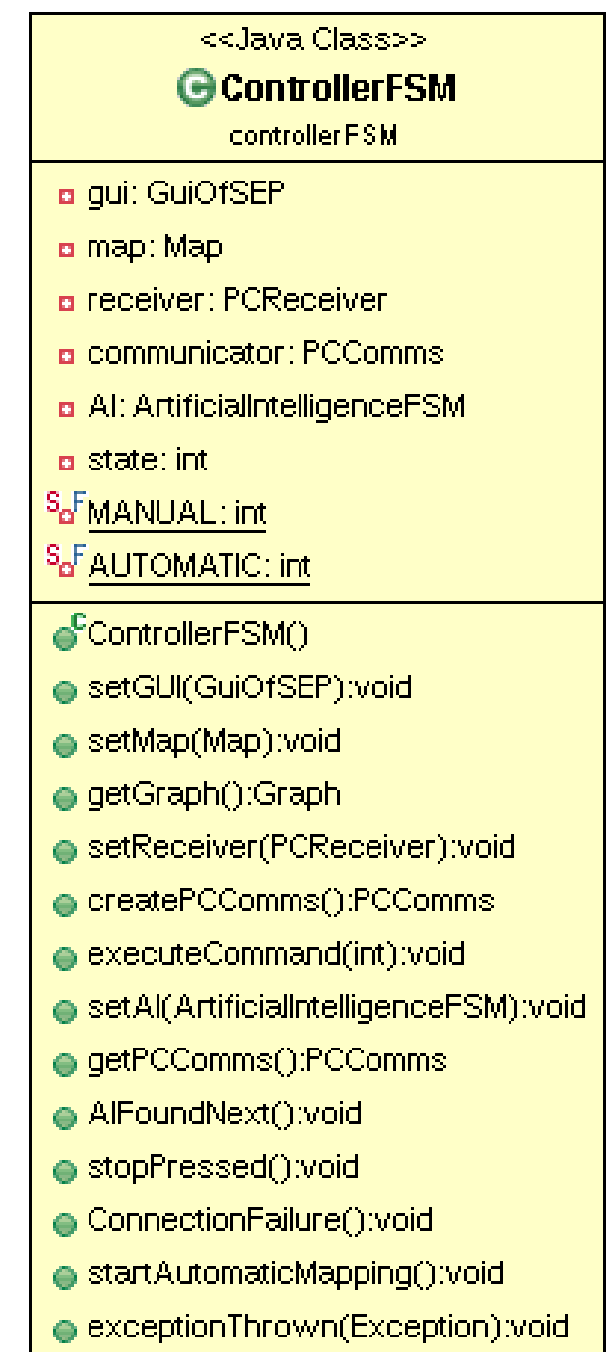 <<Java Class>>
ControllerFSM
controllerFSM
gui: GuiOfSEP
map: Map
receiver: PCReceiver
communicator: PCComms
AI: ArtificialIntelligenceFSM
state: int
MANUAL: int
AUTOMATIC: int
ControllerFSM()
setGUI(GuiOfSEP):void
setMap(Map):void
getGraph():Graph
setReceiver(PCReceiver):void
createPCComms():PCComms
executeCommand(int):void
setAI(ArtificialIntelligenceFSM):void
getPCComms():PCComms
AIFoundNext():void
stopPressed():void
ConnectionFailure():void
startAutomaticMapping():void
exceptionThrown(Exception):void